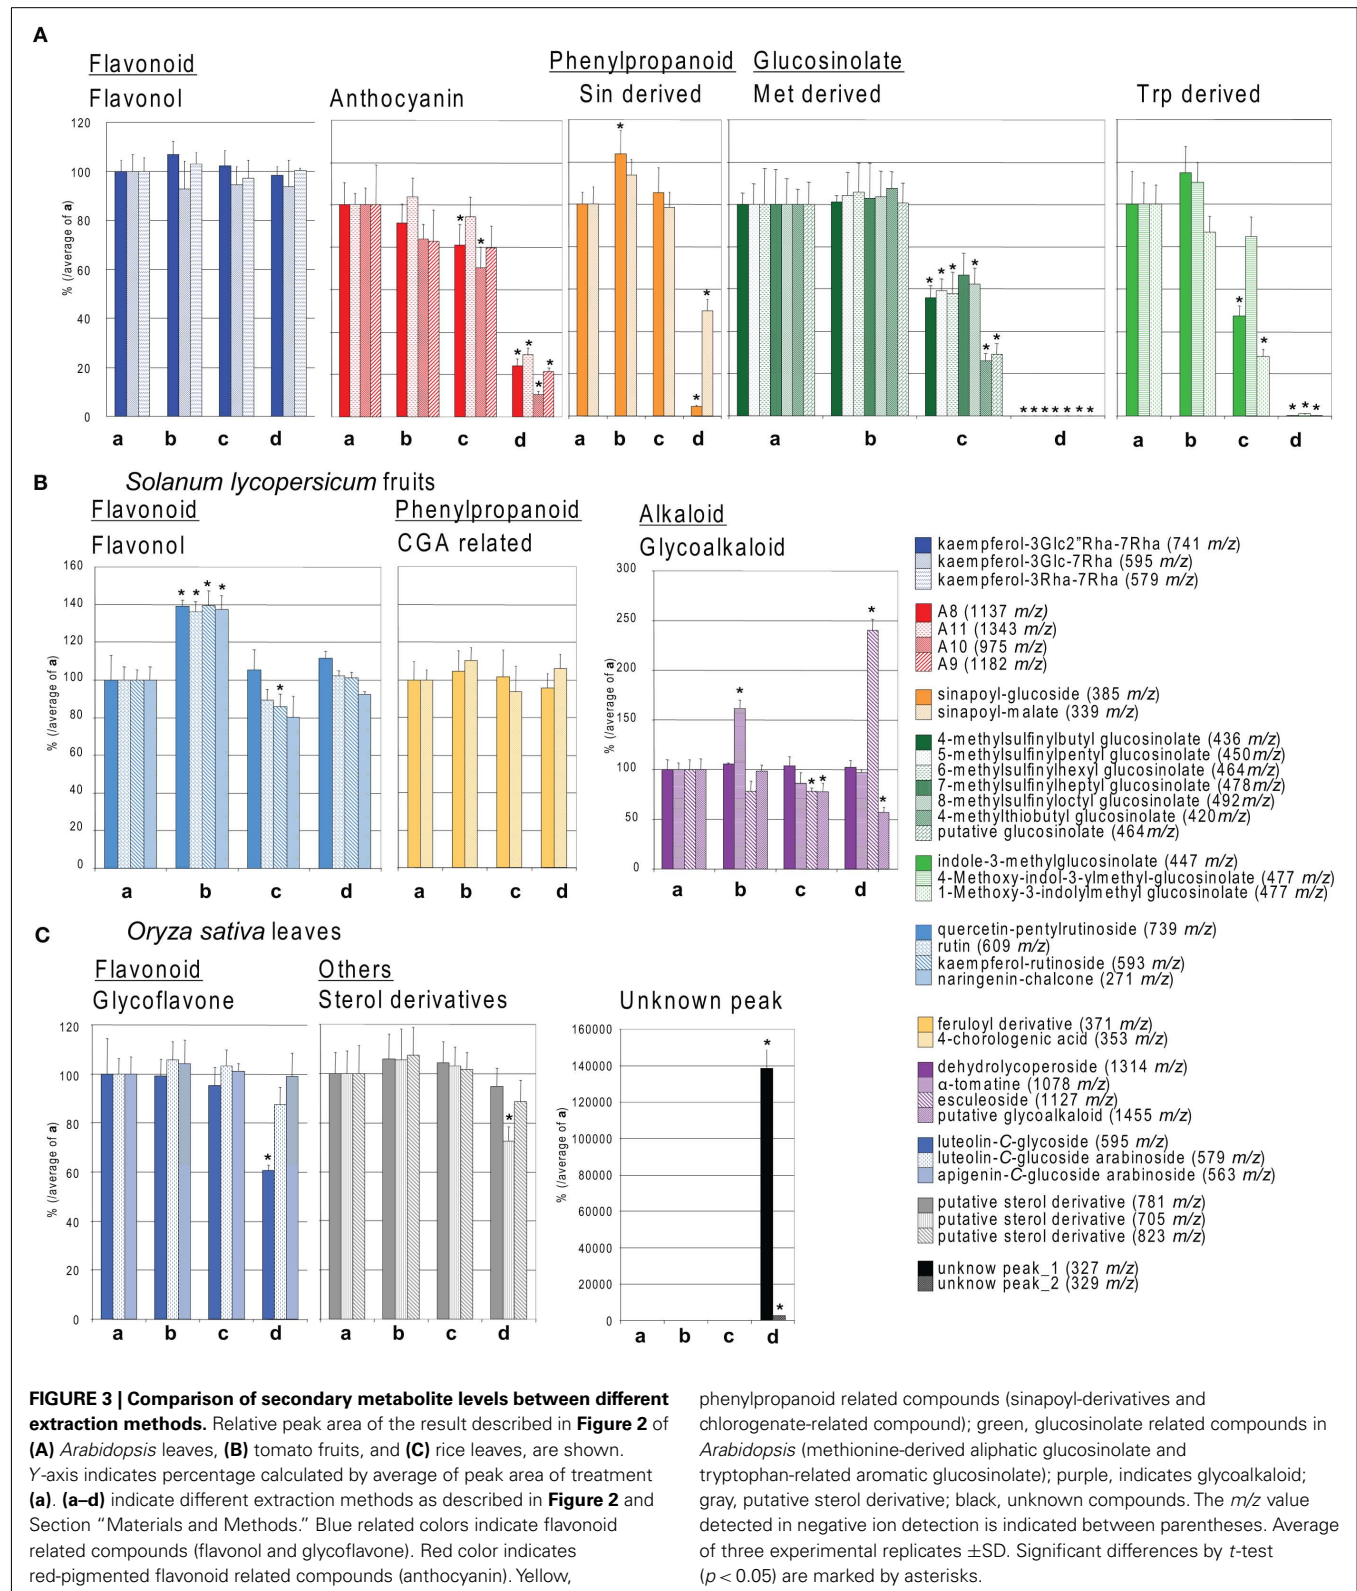 A
Flavonoid
Flavonol
Anthocyanin
Phenylpropanoid
Sin derived
Glucosinolate
Met derived
Trp derived
% (/average of a)
120
100
80
60
40
20
0
*
* *
* * * *
*
*
* * * * * *
* * * * * * *
* *
* * *
a b c d
a b c d
a b c d
a b c d
a b c d
B
Solanum lycopersicum fruits
Flavonoid
Flavonol
Phenylpropanoid
CGA related
Alkaloid
Glycoalkaloid
% (/average of a)
160
140
120
100
80
60
40
20
0
* * * *
*
a b c d
a b c d
% (/average of a)
300
250
200
150
100
50
0
*
* *
* *
a b c d
C
Oryza sativa leaves
Flavonoid
Glycoflavone
Others
Sterol derivatives
Unknown peak
% (/average of a)
120
100
80
60
40
20
0
*
*
a b c d
a b c d
% (/average of a)
160000
140000
120000
100000
80000
60000
40000
20000
0
*
*
a b c d
kaempferol-3Glc2"Rha-7Rha (741 m/z)
kaempferol-3Glc-7Rha (595 m/z)
kaempferol-3Rha-7Rha (579 m/z)
A8 (1137 m/z)
A11 (1343 m/z)
A10 (975 m/z)
A9 (1182 m/z)
sinapoyl-glucoside (385 m/z)
sinapoyl-malate (339 m/z)
4-methylsulfinylbutyl glucosinolate (436 m/z)
5-methylsulfinylpentyl glucosinolate (450 m/z)
6-methylsulfinylhexyl glucosinolate (464 m/z)
7-methylsulfinylheptyl glucosinolate (478 m/z)
8-methylsulfinyloctyl glucosinolate (492 m/z)
4-methylthiobutyl glucosinolate (420 m/z)
putative glucosinolate (464 m/z)
indole-3-methylglucosinolate (447 m/z)
4-Methoxy-indol-3-ylmethyl-glucosinolate (477 m/z)
1-Methoxy-3-indolylmethyl glucosinolate (477 m/z)
quercetin-pentylrutinoside (739 m/z)
rutin (609 m/z)
kaempferol-rutinoside (593 m/z)
naringenin-chalcone (271 m/z)
feruloyl derivative (371 m/z)
4-chorologenic acid (353 m/z)
dehydrolycoperoside (1314 m/z)
α-tomatine (1078 m/z)
esculeoside (1127 m/z)
putative glycoalkaloid (1455 m/z)
luteolin-C-glycoside (595 m/z)
luteolin-C-glucoside arabinoside (579 m/z)
apigenin-C-glucoside arabinoside (563 m/z)
putative sterol derivative (781 m/z)
putative sterol derivative (705 m/z)
putative sterol derivative (823 m/z)
unknow peak_1 (327 m/z)
unknow peak_2 (329 m/z)
FIGURE 3 | Comparison of secondary metabolite levels between different
extraction methods. Relative peak area of the result described in Figure 2 of
(A) Arabidopsis leaves, (B) tomato fruits, and (C) rice leaves, are shown.
Y-axis indicates percentage calculated by average of peak area of treatment
(a). (a–d) indicate different extraction methods as described in Figure 2 and
Section “Materials and Methods.” Blue related colors indicate flavonoid
related compounds (flavonol and glycoflavone). Red color indicates
red-pigmented flavonoid related compounds (anthocyanin). Yellow,
phenylpropanoid related compounds (sinapoyl-derivatives and
chlorogenate-related compound); green, glucosinolate related compounds in
Arabidopsis (methionine-derived aliphatic glucosinolate and
tryptophan-related aromatic glucosinolate); purple, indicates glycoalkaloid;
gray, putative sterol derivative; black, unknown compounds. The m/z value
detected in negative ion detection is indicated between parentheses. Average
of three experimental replicates ±SD. Significant differences by t-test
(p < 0.05) are marked by asterisks.